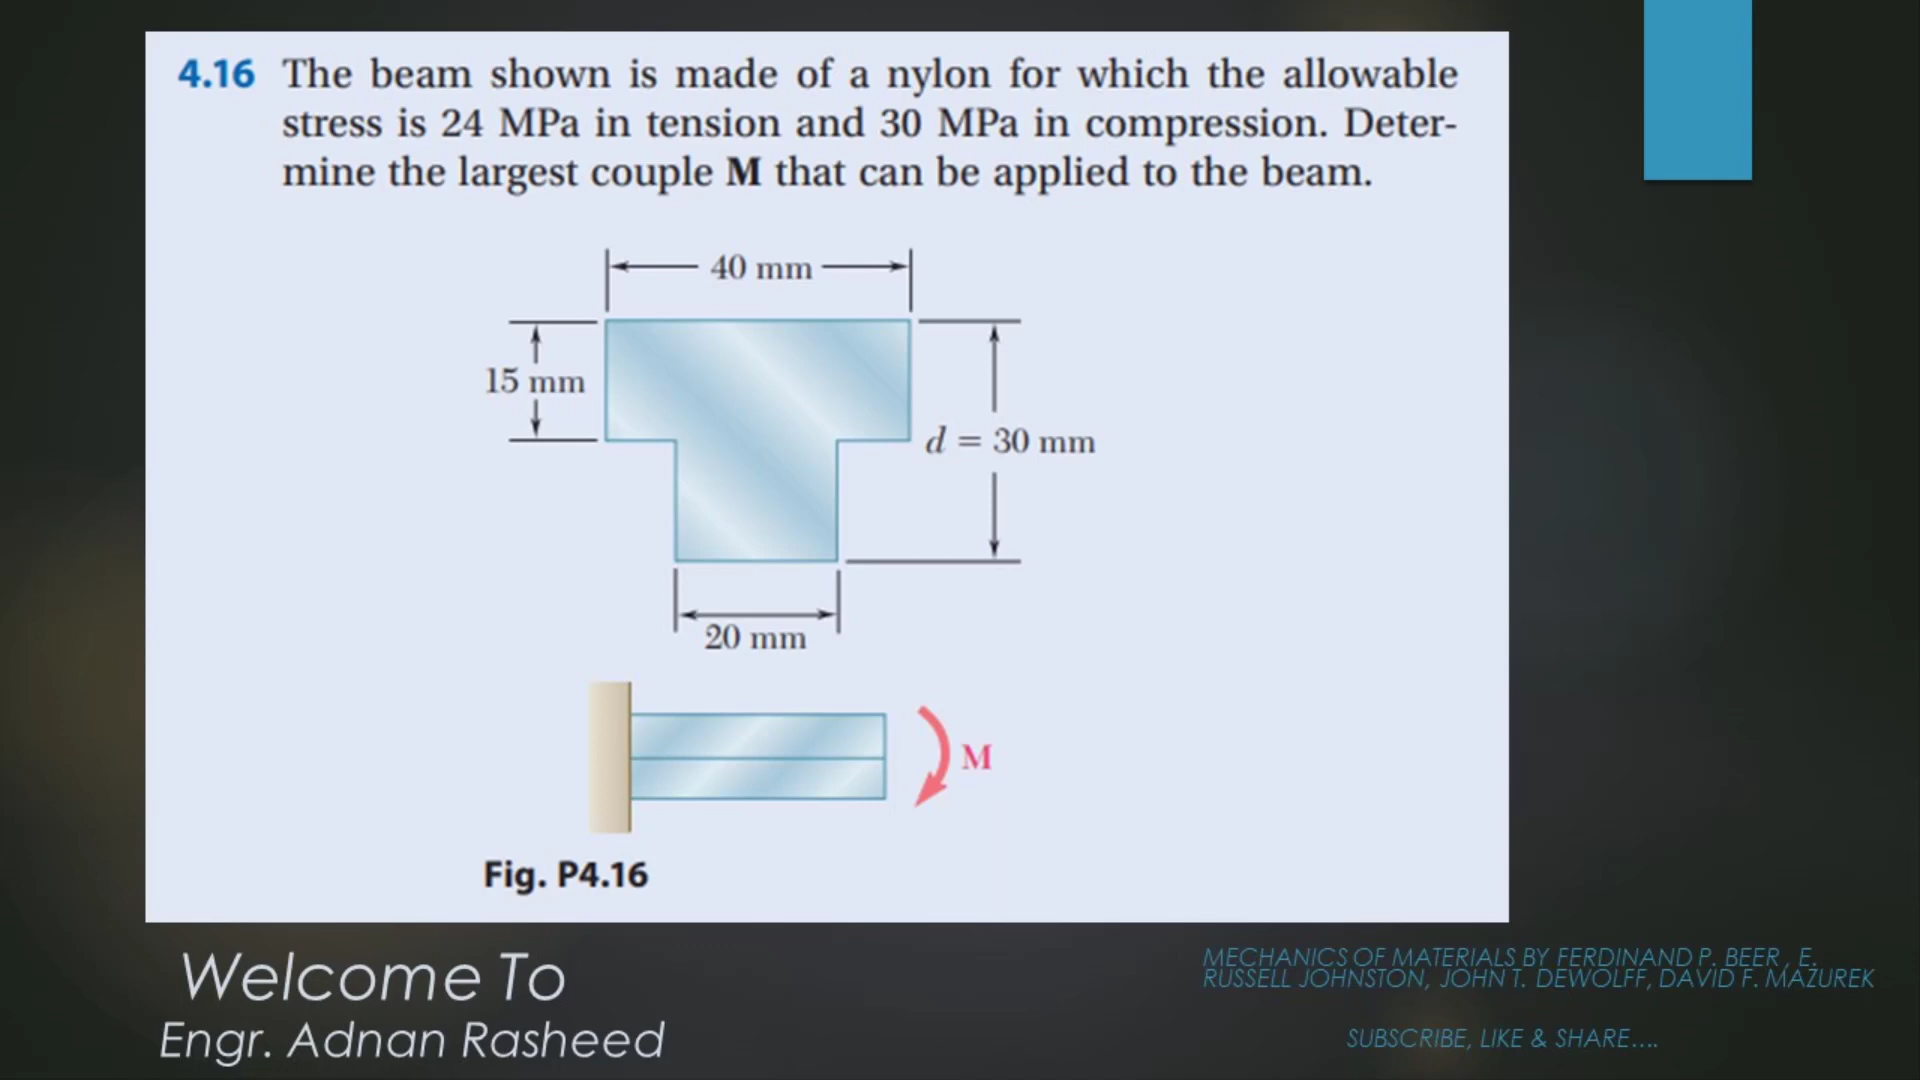 4.16 The beam shown is made of a nylon for which the allowable
stress is 24 MPa in tension and 30 MPa in compression. Deter-
mine the largest couple M that can be applied to the beam.
40 mm
15 mm
d = 30 mm
20 mm
M
Fig. P4.16
Welcome To
Engr. Adnan Rasheed
MECHANICS OF MATERIALS BY FERDINAND P. BEER , E.
RUSSELL JOHNSTON, JOHN T. DEWOLFF, DAVID F. MAZUREK
SUBSCRIBE, LIKE & SHARE....